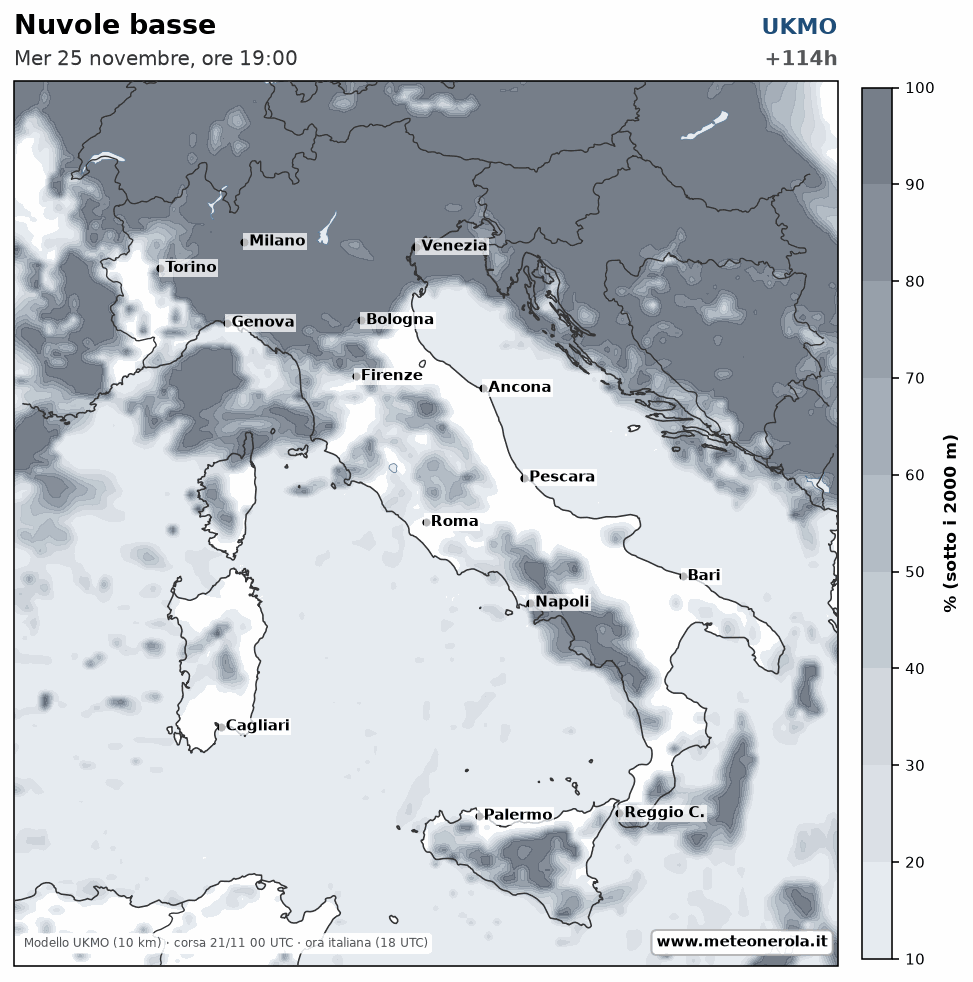 Nuvole basse
UKMO
Mer 25 novembre, ore 19:00
+114h
100
90
80
70
60
50
40
30
20
10
% (sotto i 2000 m)
Milano
Venezia
Torino
Genova
Bologna
Firenze
Ancona
Pescara
Roma
Bari
Napoli
Cagliari
Palermo
Reggio C.
Modello UKMO (10 km) · corsa 21/11 00 UTC · ora italiana (18 UTC)
www.meteonerola.it